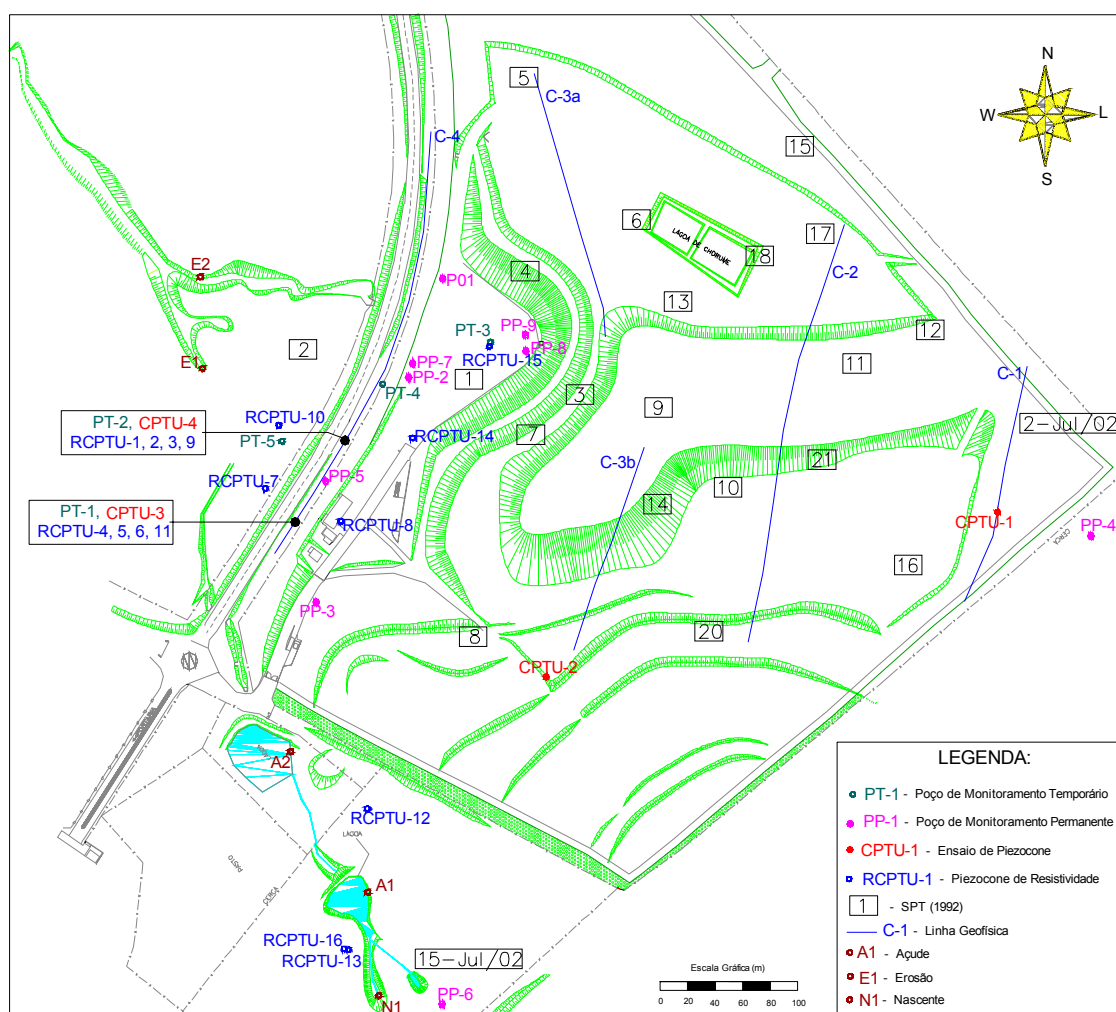 N
W
L
S
5
C-3a
C-4
15
6
LAGOA DE CHORUME
17
18
C-2
E2
P01
4
13
PT-3
PP-9
PP-8
RCPTU-15
12
2
E1
PP-7
PP-2
1
11
C-1
PT-4
3
9
PT-2, CPTU-4
RCPTU-1, 2, 3, 9
RCPTU-10
PT-5
RCPTU-14
7
2-Jul/02
C-3b
21
RCPTU-7
PP-5
10
14
PT-1, CPTU-3
RCPTU-4, 5, 6, 11
RCPTU-8
CPTU-1
PP-4
CERCA
16
PP-3
8
20
CPTU-2
A2
RCPTU-12
LAGOA
PASTO
CERCA
A1
RCPTU-16
RCPTU-13
15-Jul/02
N1
PP-6
Escala Gráfica (m)
0 20 40 60 80 100
LEGENDA:
PT-1 - Poço de Monitoramento Temporário
PP-1 - Poço de Monitoramento Permanente
CPTU-1 - Ensaio de Piezocone
RCPTU-1 - Piezocone de Resistividade
1 - SPT (1992)
C-1 - Linha Geofísica
A1 - Açude
E1 - Erosão
N1 - Nascente